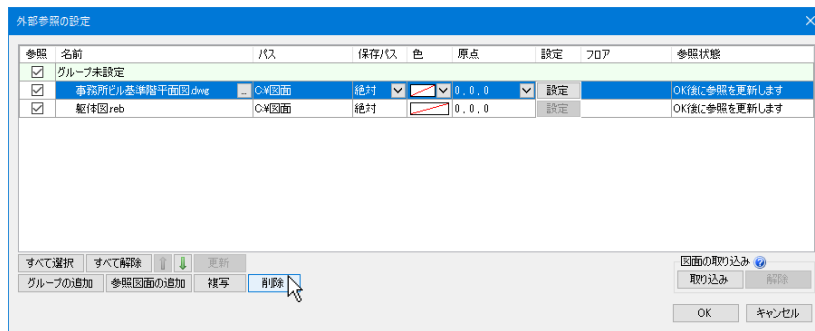 外部参照の設定
参照 名前 パス 保存パス 色 原点 設定 フロア 参照状態
グループ未設定
事務所ビル基準階平面図.dwg ... C:¥図面 絶対 0, 0, 0 設定 OK後に参照を更新します
躯体図.reb C:¥図面 絶対 0, 0, 0 設定 OK後に参照を更新します
すべて選択 すべて解除 更新
図面の取り込み
グループの追加 参照図面の追加 複写 削除
取り込み 解除
OK キャンセル